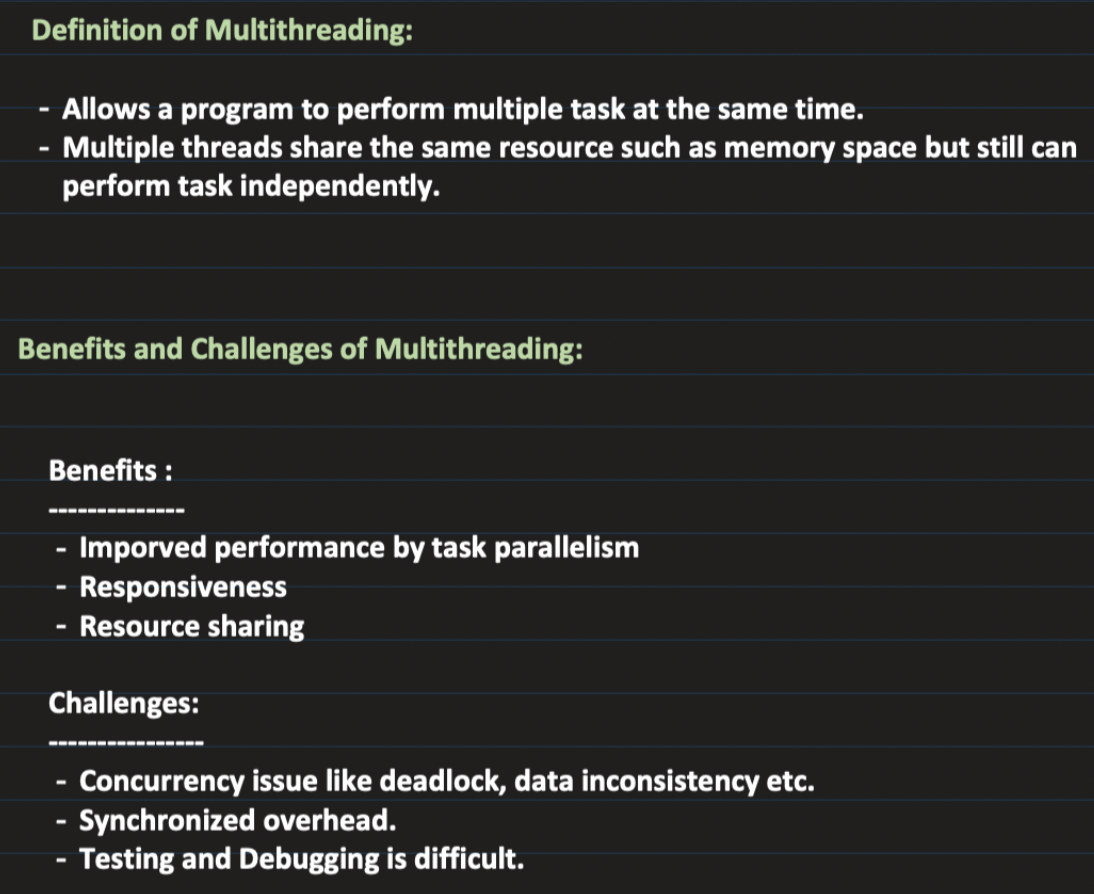 Definition of Multithreading:
- Allows a program to perform multiple task at the same time.
- Multiple threads share the same resource such as memory space but still can
perform task independently.
Benefits and Challenges of Multithreading:
Benefits :
--------------
- Imporved performance by task parallelism
- Responsiveness
- Resource sharing
Challenges:
----------------
- Concurrency issue like deadlock, data inconsistency etc.
- Synchronized overhead.
- Testing and Debugging is difficult.